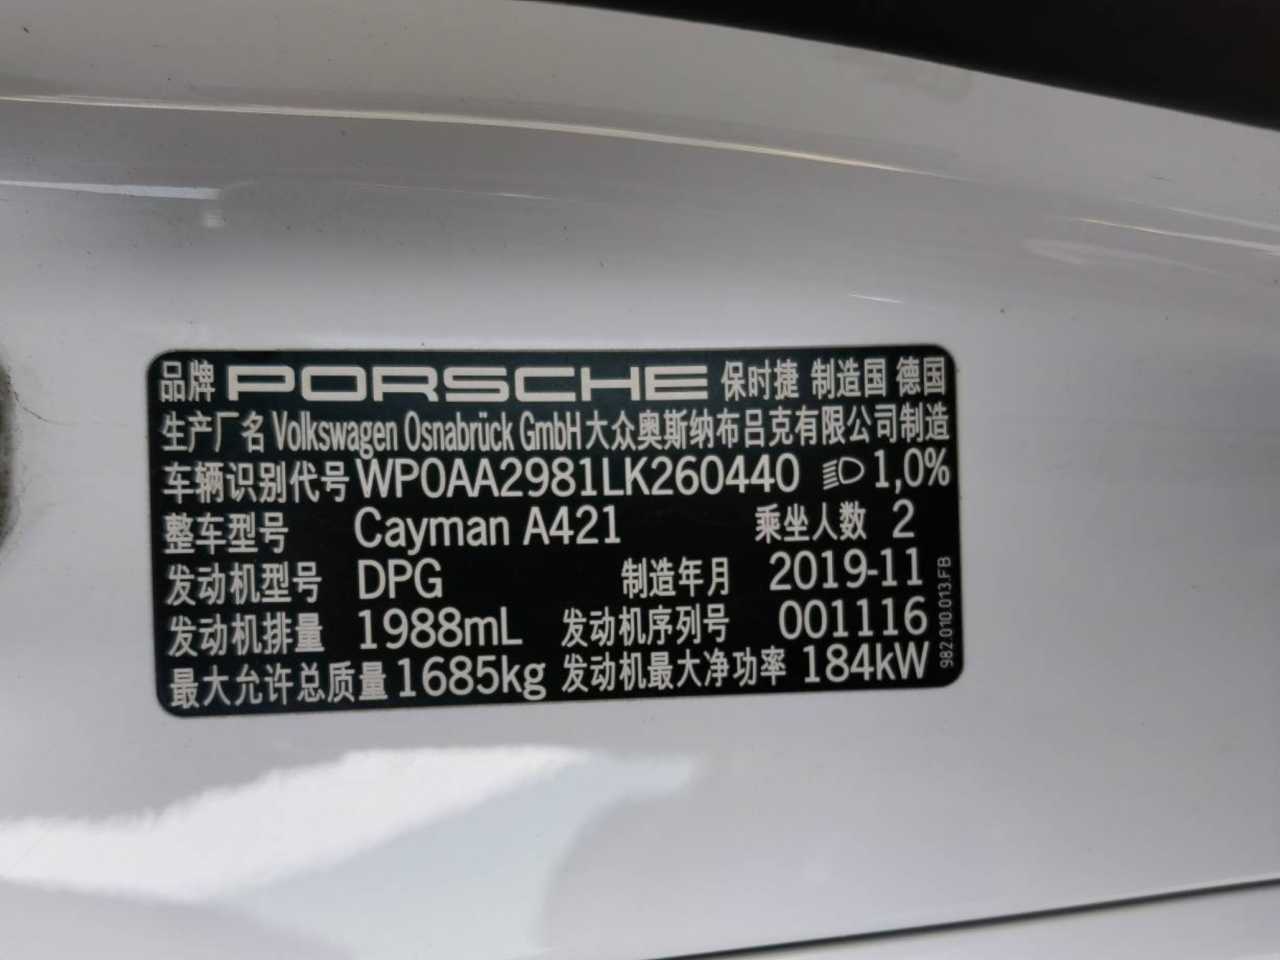 品牌 PORSCHE 保时捷 制造国 德国
生产厂名 Volkswagen Osnabrück GmbH大众奥斯纳布吕克有限公司制造
车辆识别代号 WP0AA2981LK260440 1,0%
整车型号 Cayman A421 乘坐人数 2
发动机型号 DPG 制造年月 2019-11
发动机排量 1988mL 发动机序列号 001116
最大允许总质量 1685kg 发动机最大净功率 184kW
982.010.013.FB